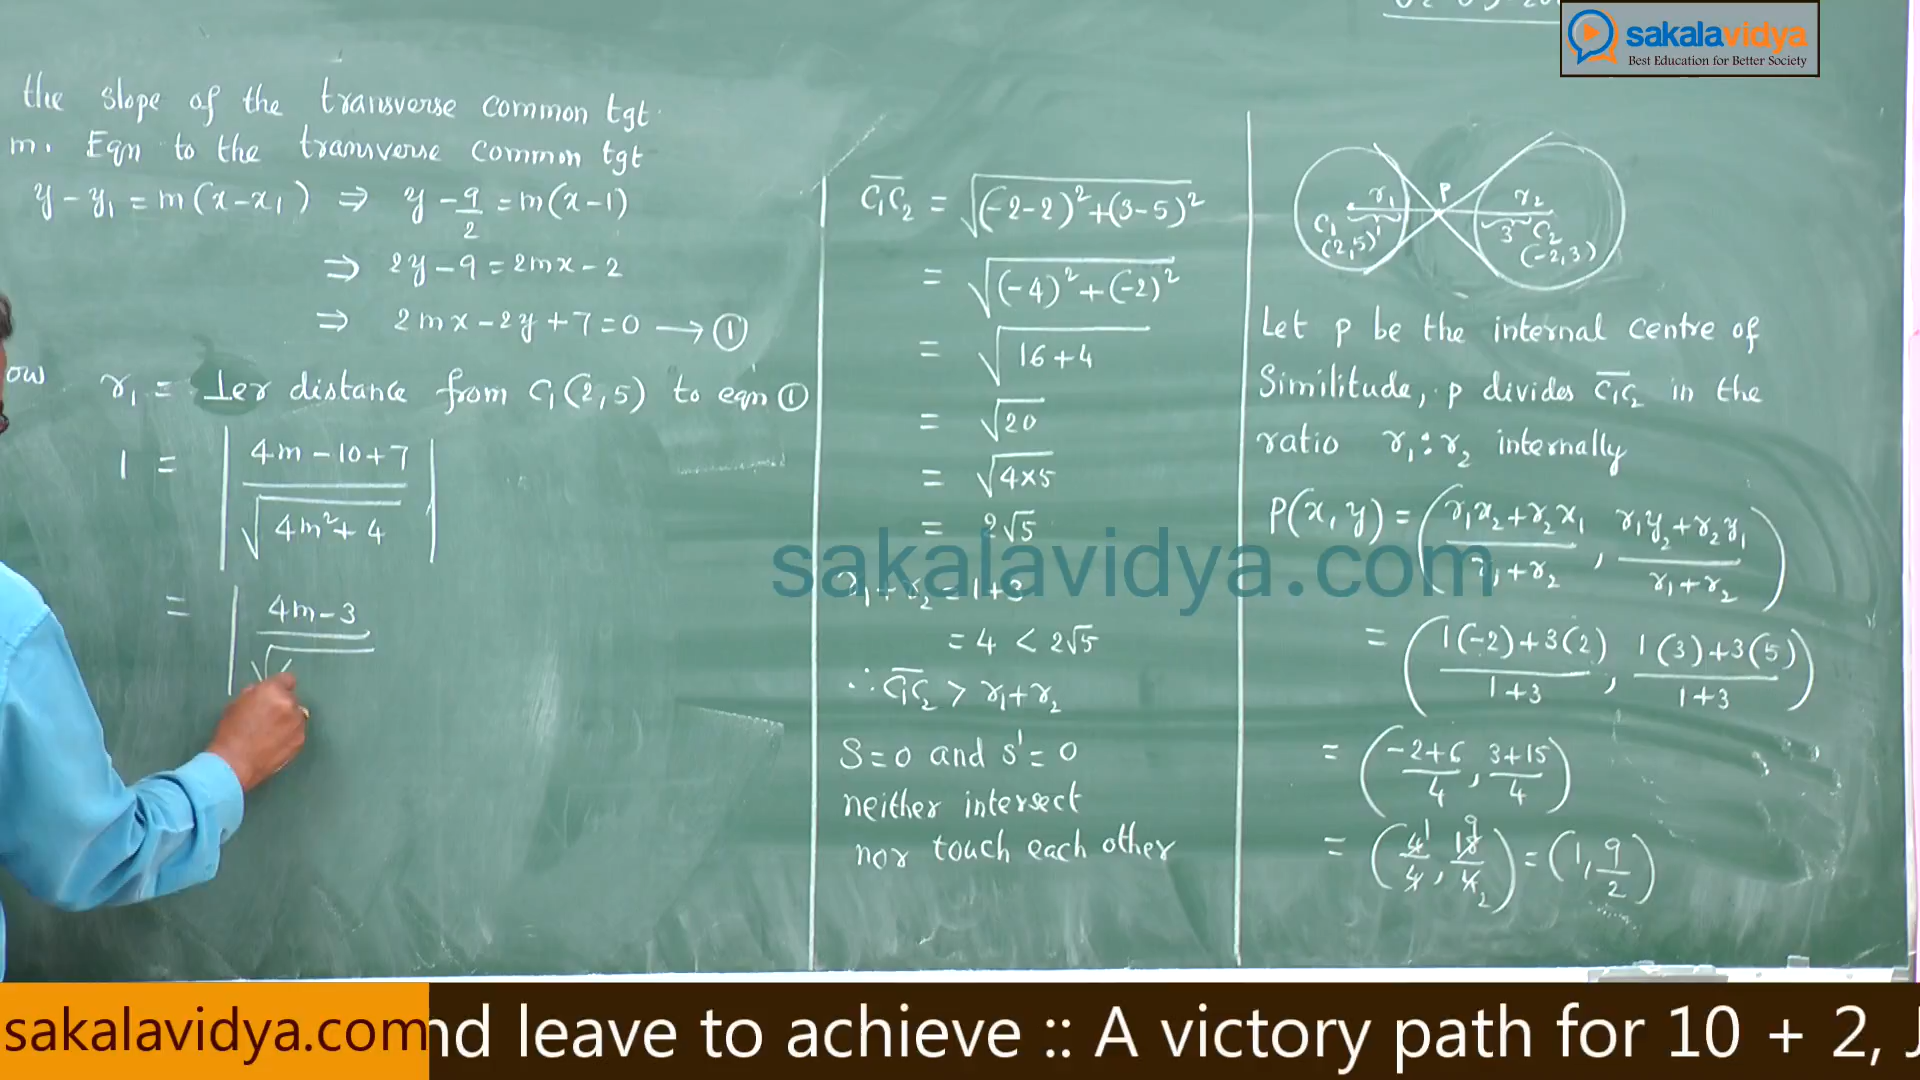 sakalavidya
Best Education for Better Society
the slope of the transverse common tgt.
m. Eqn to the transverse common tgt
y - y₁ = m(x - x₁) ⇒ y - 9/2 = m(x - 1)
⇒ 2y - 9 = 2mx - 2
⇒ 2mx - 2y + 7 = 0 → ①
ow r₁ = ⊥er distance from C₁(2,5) to eqn ①
1 = | (4m - 10 + 7) / √(4m² + 4) |
= | (4m - 3) / √
C₁C₂ = √((-2-2)² + (3-5)²)
= √((-4)² + (-2)²)
= √(16 + 4)
= √20
= √(4×5)
= 2√5
r₁ + r₂ = 1 + 3
= 4 < 2√5
∴ C₁C₂ > r₁ + r₂
S = 0 and S' = 0
neither intersect
nor touch each other
r₁ P r₂
C₁ (2,5) 1 3 C₂ (-2,3)
Let P be the internal centre of
Similitude, P divides C₁C₂ in the
ratio r₁ : r₂ internally
P(x, y) = ( (r₁x₂ + r₂x₁) / (r₁ + r₂) , (r₁y₂ + r₂y₁) / (r₁ + r₂) )
= ( (1(-2) + 3(2)) / (1+3) , (1(3) + 3(5)) / (1+3) )
= ( (-2+6)/4 , (3+15)/4 )
= ( 4/4 1 , 18/4 9 2 ) = (1, 9/2)
sakalavidya.com
sakalavidya.com
nd leave to achieve :: A victory path for 10 + 2, J